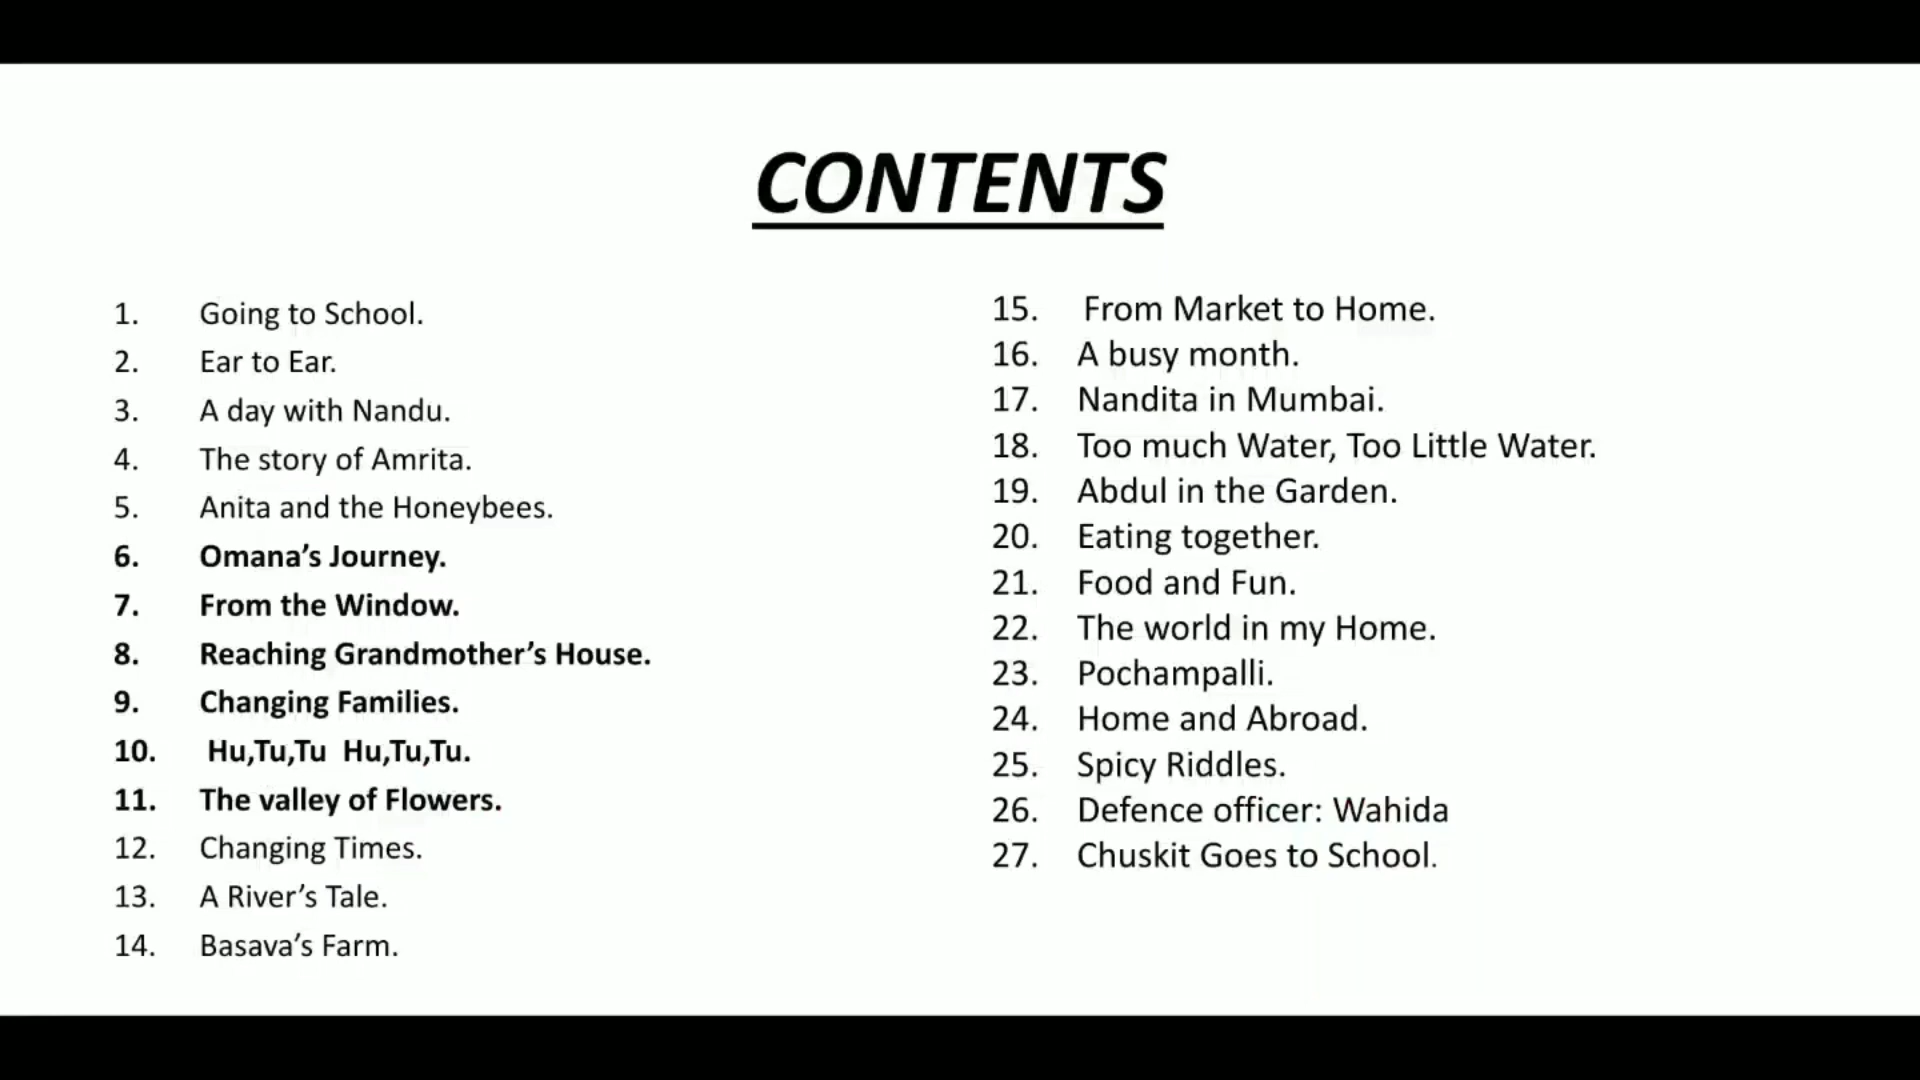 CONTENTS
1. Going to School.
2. Ear to Ear.
3. A day with Nandu.
4. The story of Amrita.
5. Anita and the Honeybees.
6. Omana’s Journey.
7. From the Window.
8. Reaching Grandmother’s House.
9. Changing Families.
10. Hu,Tu,Tu Hu,Tu,Tu.
11. The valley of Flowers.
12. Changing Times.
13. A River’s Tale.
14. Basava’s Farm.
15. From Market to Home.
16. A busy month.
17. Nandita in Mumbai.
18. Too much Water, Too Little Water.
19. Abdul in the Garden.
20. Eating together.
21. Food and Fun.
22. The world in my Home.
23. Pochampalli.
24. Home and Abroad.
25. Spicy Riddles.
26. Defence officer: Wahida
27. Chuskit Goes to School.